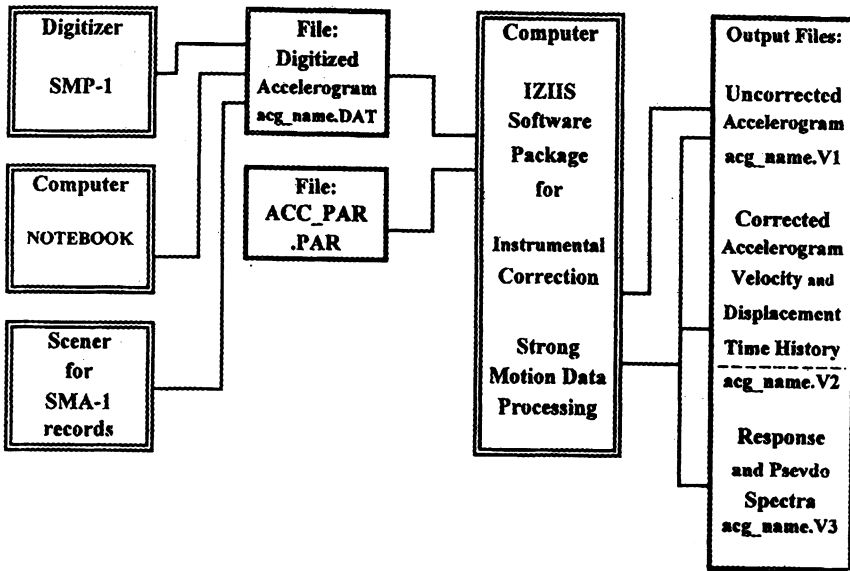 Digitizer
SMP-1
Computer
NOTEBOOK
Scener
for
SMA-1
records
File:
Digitized
Accelerogram
acg_name.DAT
File:
ACC_PAR
.PAR
Computer
IZIIS
Software
Package
for
Instrumental
Correction
Strong
Motion Data
Processing
Output Files:
Uncorrected
Accelerogram
acg_name.V1
Corrected
Accelerogram
Velocity and
Displacement
Time History
acg_name.V2
Response
and Psevdo
Spectra
acg_name.V3